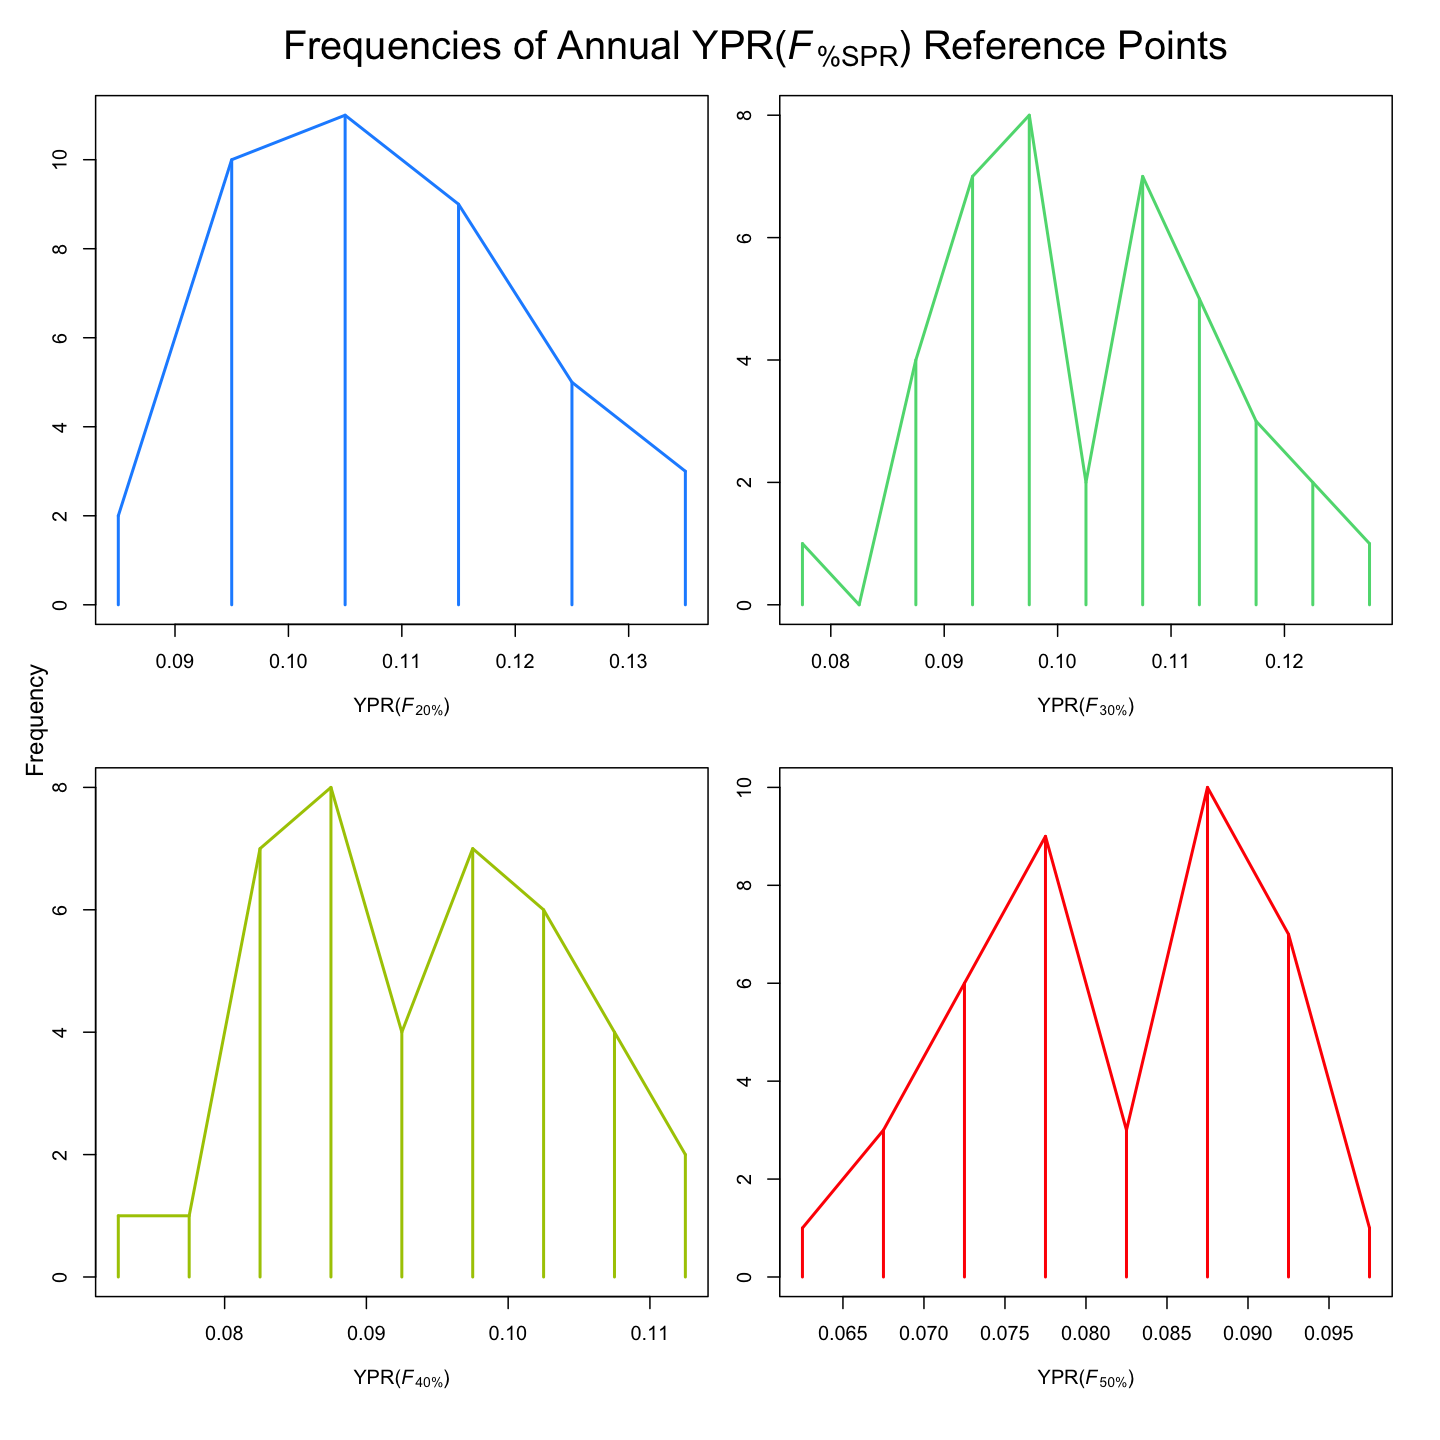 Frequencies of Annual YPR(F%SPR) Reference Points
Frequency
0 2 4 6 8 10
0.09 0.10 0.11 0.12 0.13
YPR(F20%)
0 2 4 6 8
0.08 0.09 0.10 0.11 0.12
YPR(F30%)
0 2 4 6 8
0.08 0.09 0.10 0.11
YPR(F40%)
0 2 4 6 8 10
0.065 0.070 0.075 0.080 0.085 0.090 0.095
YPR(F50%)